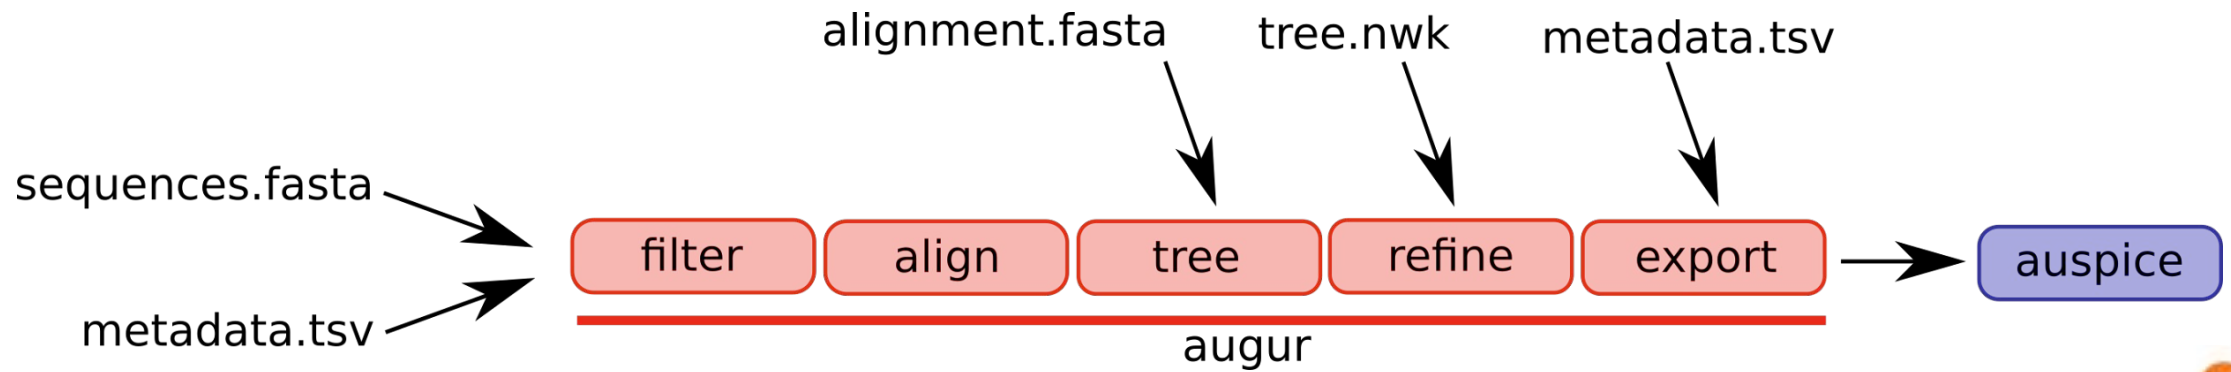 alignment.fasta
tree.nwk
metadata.tsv
sequences.fasta
metadata.tsv
filter
align
tree
refine
export
auspice
augur